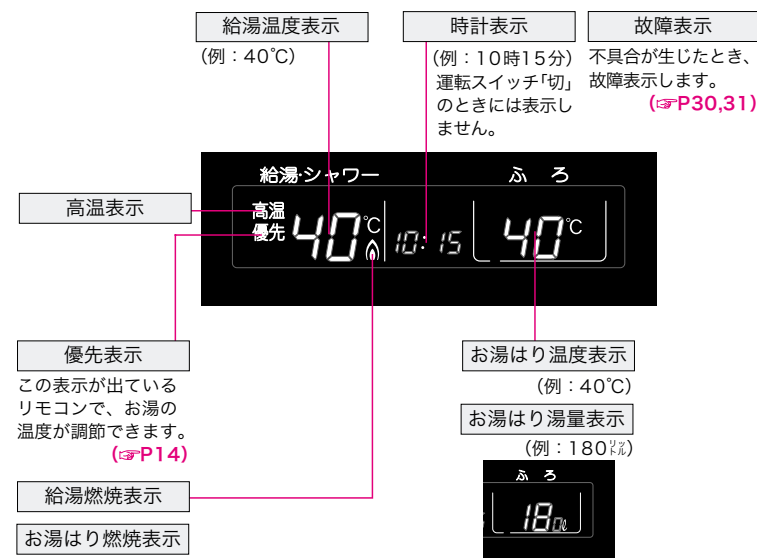 給湯温度表示
(例：40℃)
時計表示
(例：10時15分)
運転スイッチ｢切｣
のときには表示し
ません。
故障表示
不具合が生じたとき、
故障表示します。
(☞P30,31)
給湯･シャワー
ふ ろ
高温
優先
40℃
10:15
40℃
高温表示
優先表示
この表示が出ている
リモコンで、お湯の
温度が調節できます。
(☞P14)
給湯燃焼表示
お湯はり燃焼表示
お湯はり温度表示
(例：40℃)
お湯はり湯量表示
(例：180㍑)
ふ ろ
180ℓ